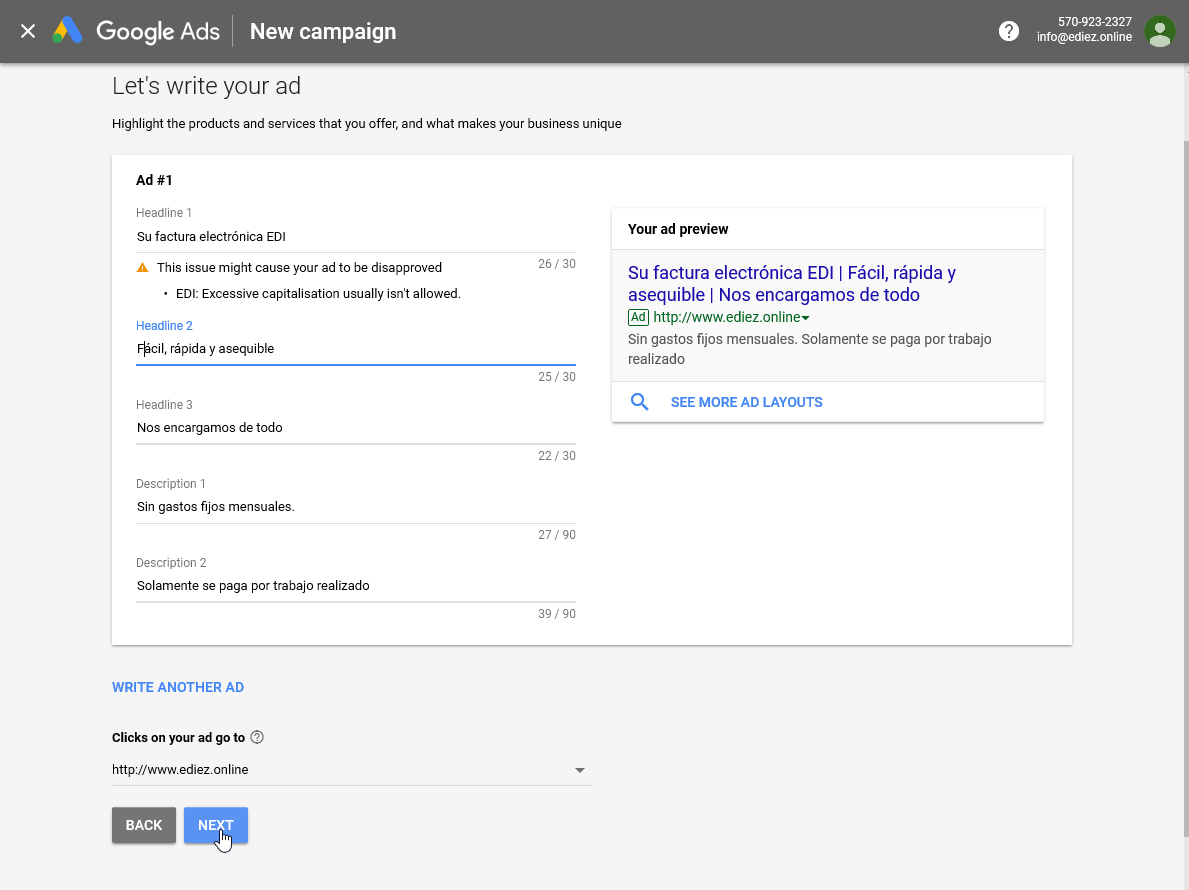 Google Ads New campaign
570-923-2327
info@ediez.online
Let's write your ad
Highlight the products and services that you offer, and what makes your business unique
Ad #1
Headline 1
Su factura electrónica EDI
26 / 30
This issue might cause your ad to be disapproved
• EDI: Excessive capitalisation usually isn't allowed.
Headline 2
Fácil, rápida y asequible
25 / 30
Headline 3
Nos encargamos de todo
22 / 30
Description 1
Sin gastos fijos mensuales.
27 / 90
Description 2
Solamente se paga por trabajo realizado
39 / 90
Your ad preview
Su factura electrónica EDI | Fácil, rápida y
asequible | Nos encargamos de todo
Ad http://www.ediez.online
Sin gastos fijos mensuales. Solamente se paga por trabajo
realizado
SEE MORE AD LAYOUTS
WRITE ANOTHER AD
Clicks on your ad go to
http://www.ediez.online
BACK NEXT